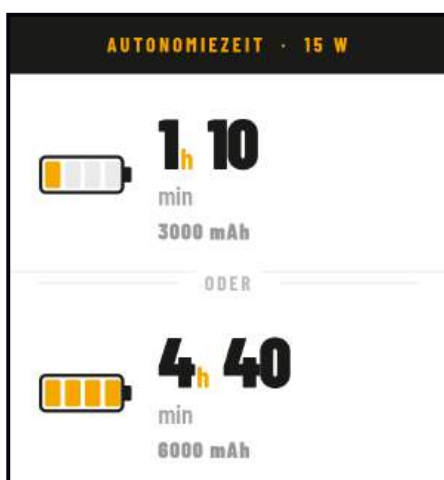 AUTONOMIEZEIT · 15 W
1h 10
min
3000 mAh
ODER
4h 40
min
6000 mAh